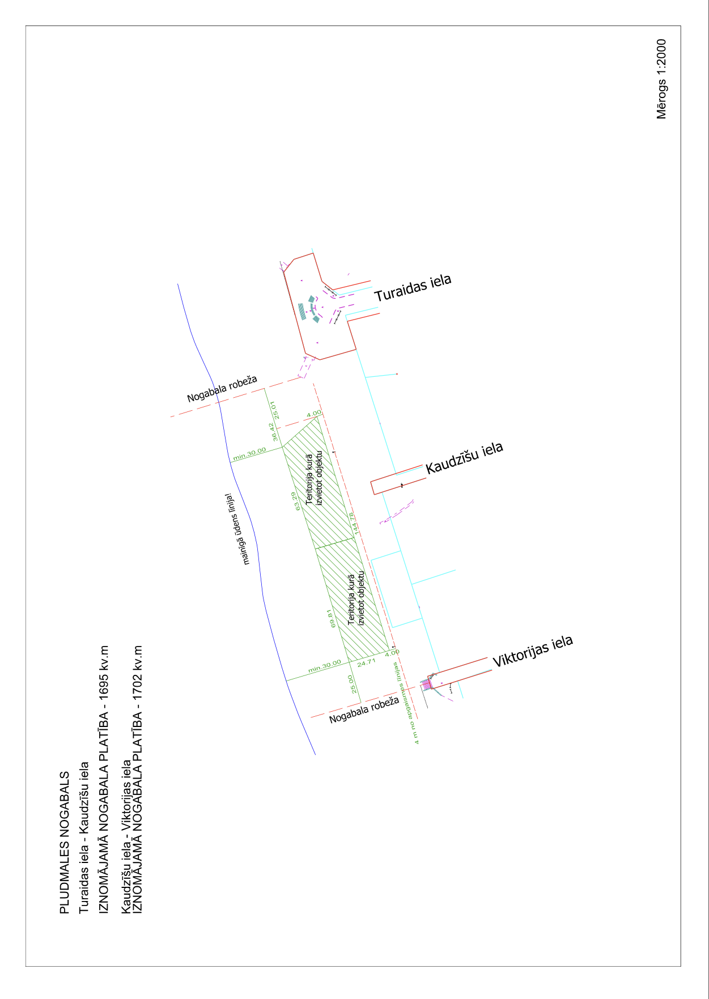 PLUDMALES NOGABALS
Turaidas iela - Kaudzīšu iela
IZNOMĀJAMĀ NOGABALA PLATĪBA - 1695 kv.m
Kaudzīšu iela - Viktorijas iela
IZNOMĀJAMĀ NOGABALA PLATĪBA - 1702 kv.m
Mērogs 1:2000
Turaidas iela
Nogabala robeža
25.01
36.42
4.00
min.30.00
Teritorija kurā
izvietot objektu
Kaudzīšu iela
63.29
144.78
mainīgā ūdens līnija!
Teritorija kurā
izvietot objektu
69.81
min.30.00
24.71
4.00
25.00
Viktorijas iela
Nogabala robeža
4 m no apgaismes līnijas